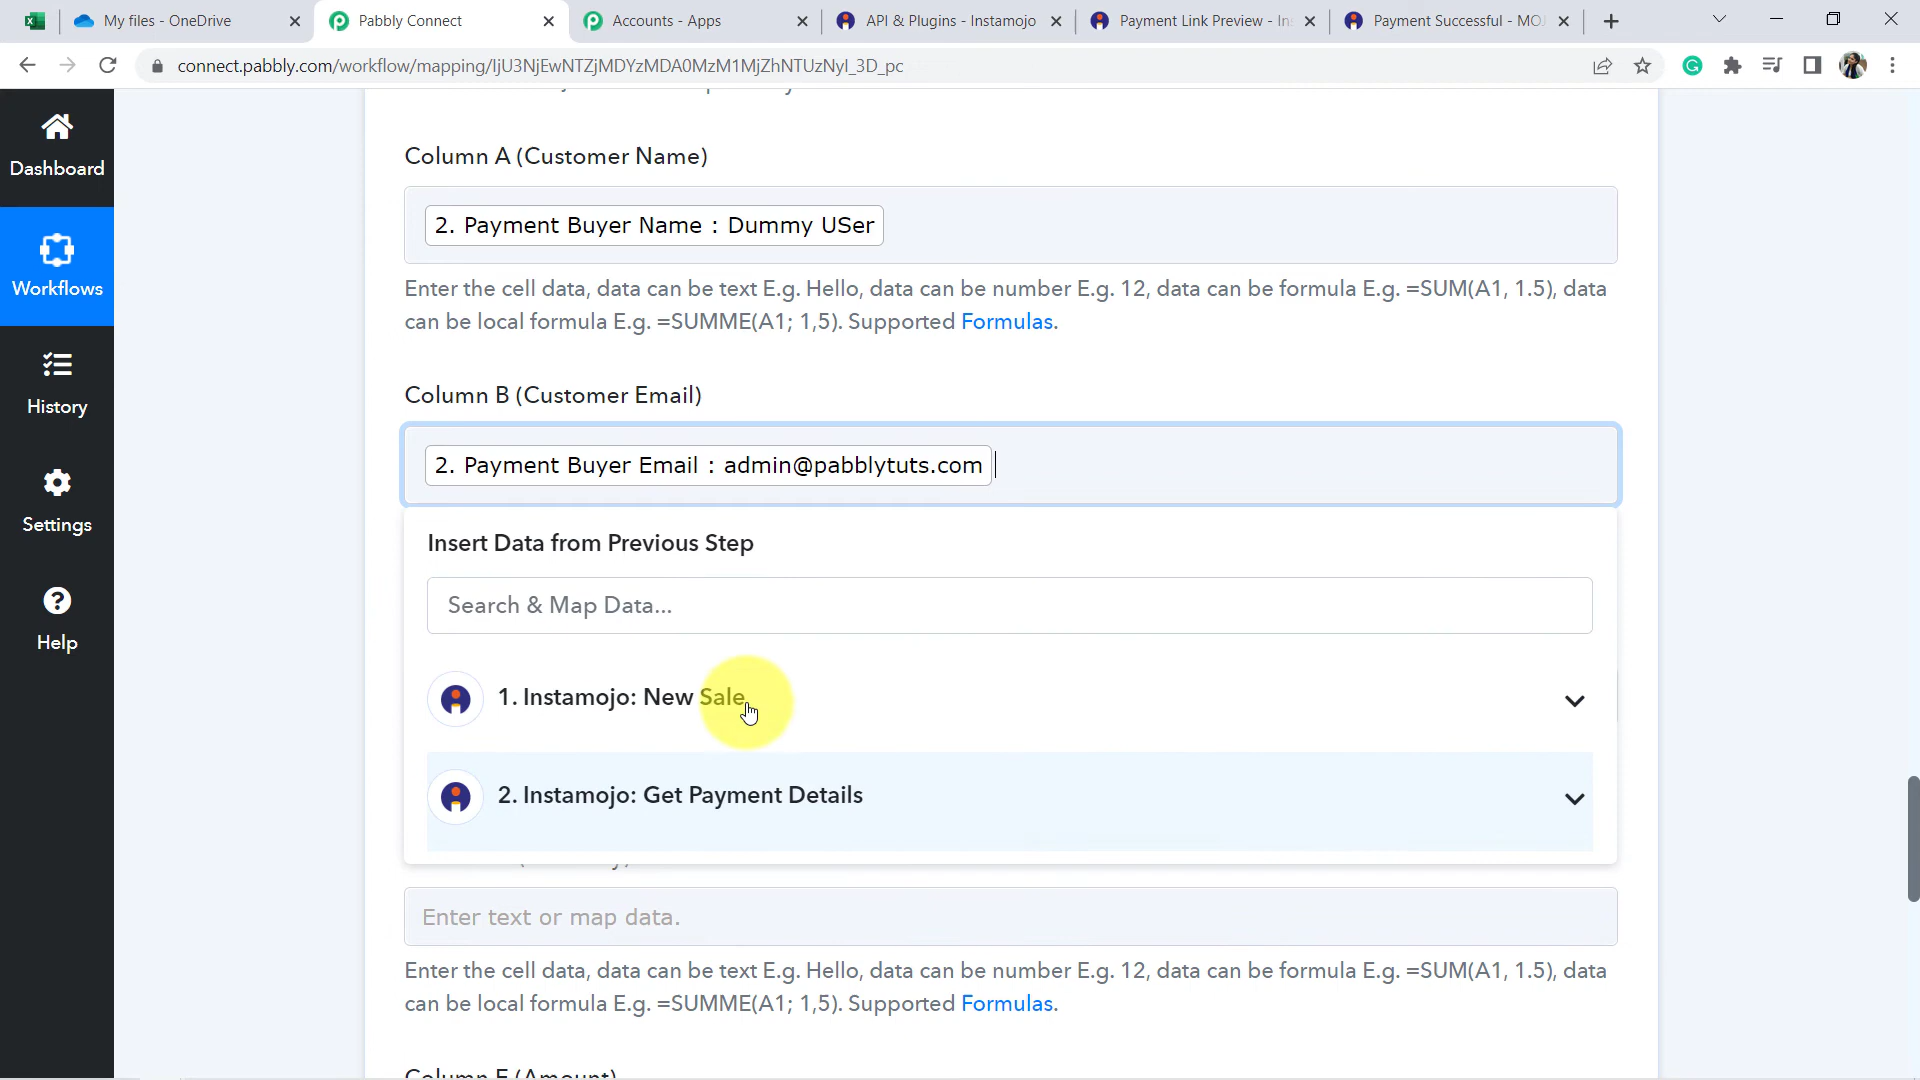 My files - OneDrive
Pabbly Connect
Accounts - Apps
API & Plugins - Instamojo
Payment Link Preview - In
Payment Successful - MOJ
connect.pabbly.com/workflow/mapping/IjU3NjEwNTZjMDYzMDA0MzM1MjZhNTUzNyI_3D_pc
Dashboard
Workflows
History
Settings
Help
Column A (Customer Name)
2. Payment Buyer Name : Dummy USer
Enter the cell data, data can be text E.g. Hello, data can be number E.g. 12, data can be formula E.g. =SUM(A1, 1.5), data
can be local formula E.g. =SUMME(A1; 1,5). Supported Formulas.
Column B (Customer Email)
2. Payment Buyer Email : admin@pabblytuts.com
Insert Data from Previous Step
Search & Map Data...
1. Instamojo: New Sale
2. Instamojo: Get Payment Details
Enter text or map data.
Enter the cell data, data can be text E.g. Hello, data can be number E.g. 12, data can be formula E.g. =SUM(A1, 1.5), data
can be local formula E.g. =SUMME(A1; 1,5). Supported Formulas.
Column E (Amount)